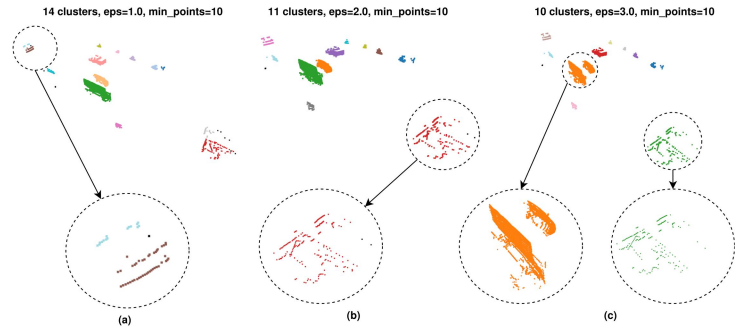 14 clusters, eps=1.0, min_points=10
11 clusters, eps=2.0, min_points=10
10 clusters, eps=3.0, min_points=10
(a)
(b)
(c)